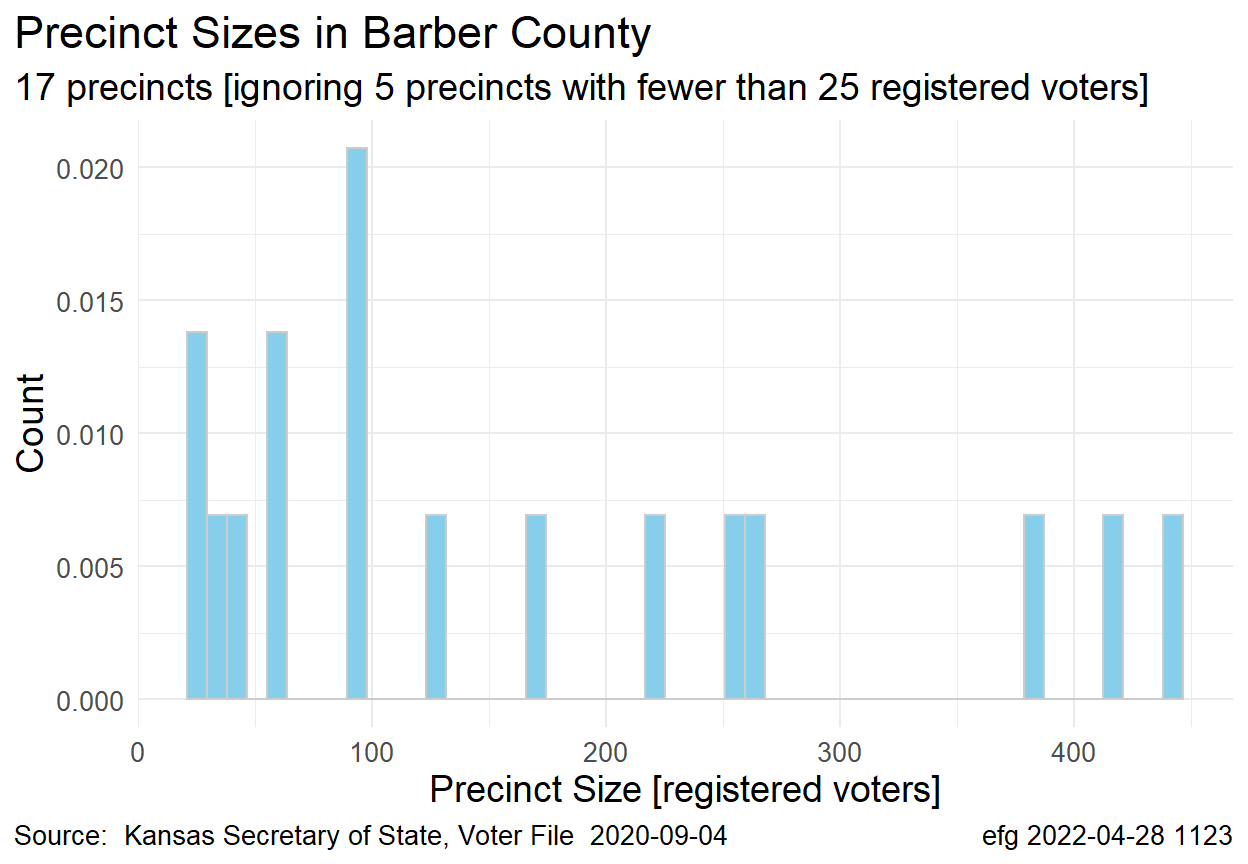 Precinct Sizes in Barber County
17 precincts [ignoring 5 precincts with fewer than 25 registered voters]
0.020
0.015
0.010
0.005
0.000
Count
0 100 200 300 400
Precinct Size [registered voters]
Source:  Kansas Secretary of State, Voter File  2020-09-04
efg 2022-04-28 1123